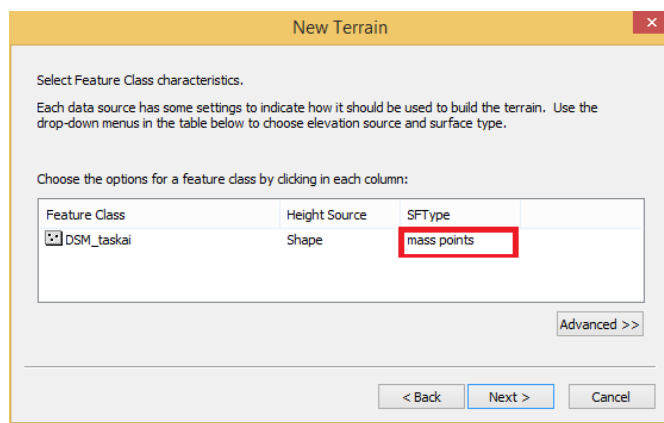 New Terrain
Select Feature Class characteristics.
Each data source has some settings to indicate how it should be used to build the terrain. Use the
drop-down menus in the table below to choose elevation source and surface type.
Choose the options for a feature class by clicking in each column:
Feature Class Height Source SFType
DSM_taskai Shape mass points
Advanced >>
< Back Next > Cancel